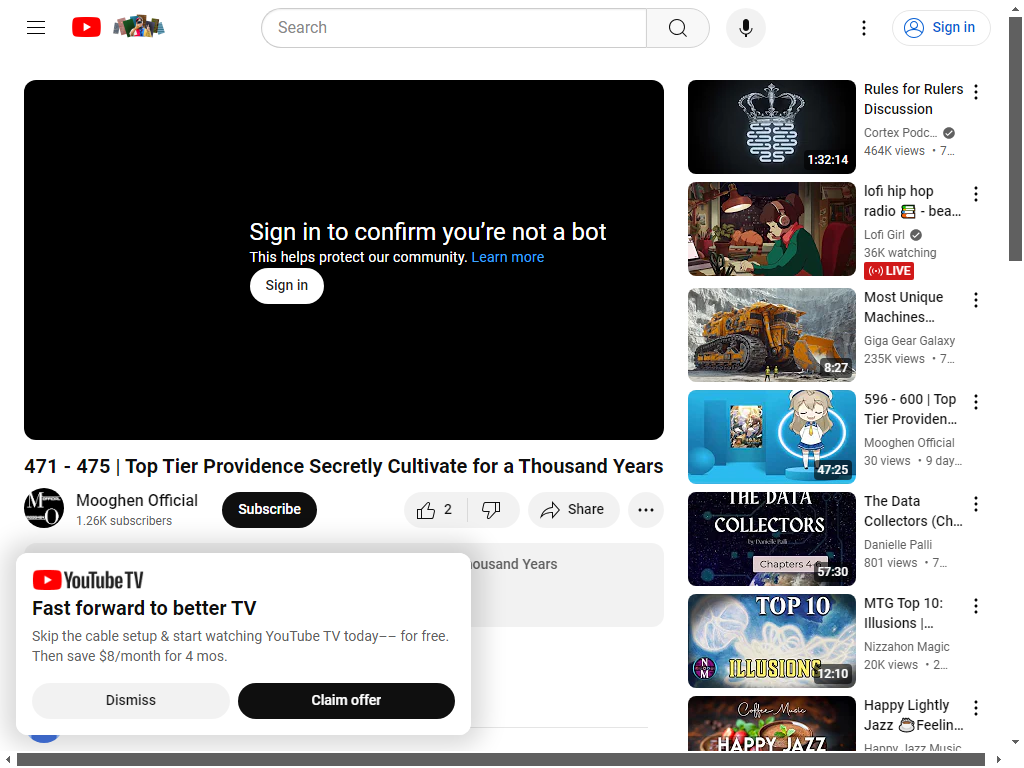 Search
Sign in
Sign in to confirm you’re not a bot
This helps protect our community. Learn more
Sign in
471 - 475 | Top Tier Providence Secretly Cultivate for a Thousand Years
Mooghen Official
1.26K subscribers
Subscribe
2
Share
housand Years
YouTube TV
Fast forward to better TV
Skip the cable setup & start watching YouTube TV today–– for free.
Then save $8/month for 4 mos.
Dismiss
Claim offer
1:32:14
Rules for Rulers
Discussion
Cortex Podc...
464K views • 7...
lofi hip hop
radio 📚 - bea...
Lofi Girl
36K watching
LIVE
8:27
Most Unique
Machines...
Giga Gear Galaxy
235K views • 7...
47:25
596 - 600 | Top
Tier Providen...
Mooghen Official
30 views • 9 day...
THE DATA
COLLECTORS
by Danielle Palli
Chapters 4-6
57:30
The Data
Collectors (Ch...
Danielle Palli
801 views • 7...
TOP 10
ILLUSIONS
NM
12:10
MTG Top 10:
Illusions |...
Nizzahon Magic
20K views • 2...
Coffee Music
HAPPY JAZZ
Happy Lightly
Jazz ☕Feelin...
Happy Jazz Music